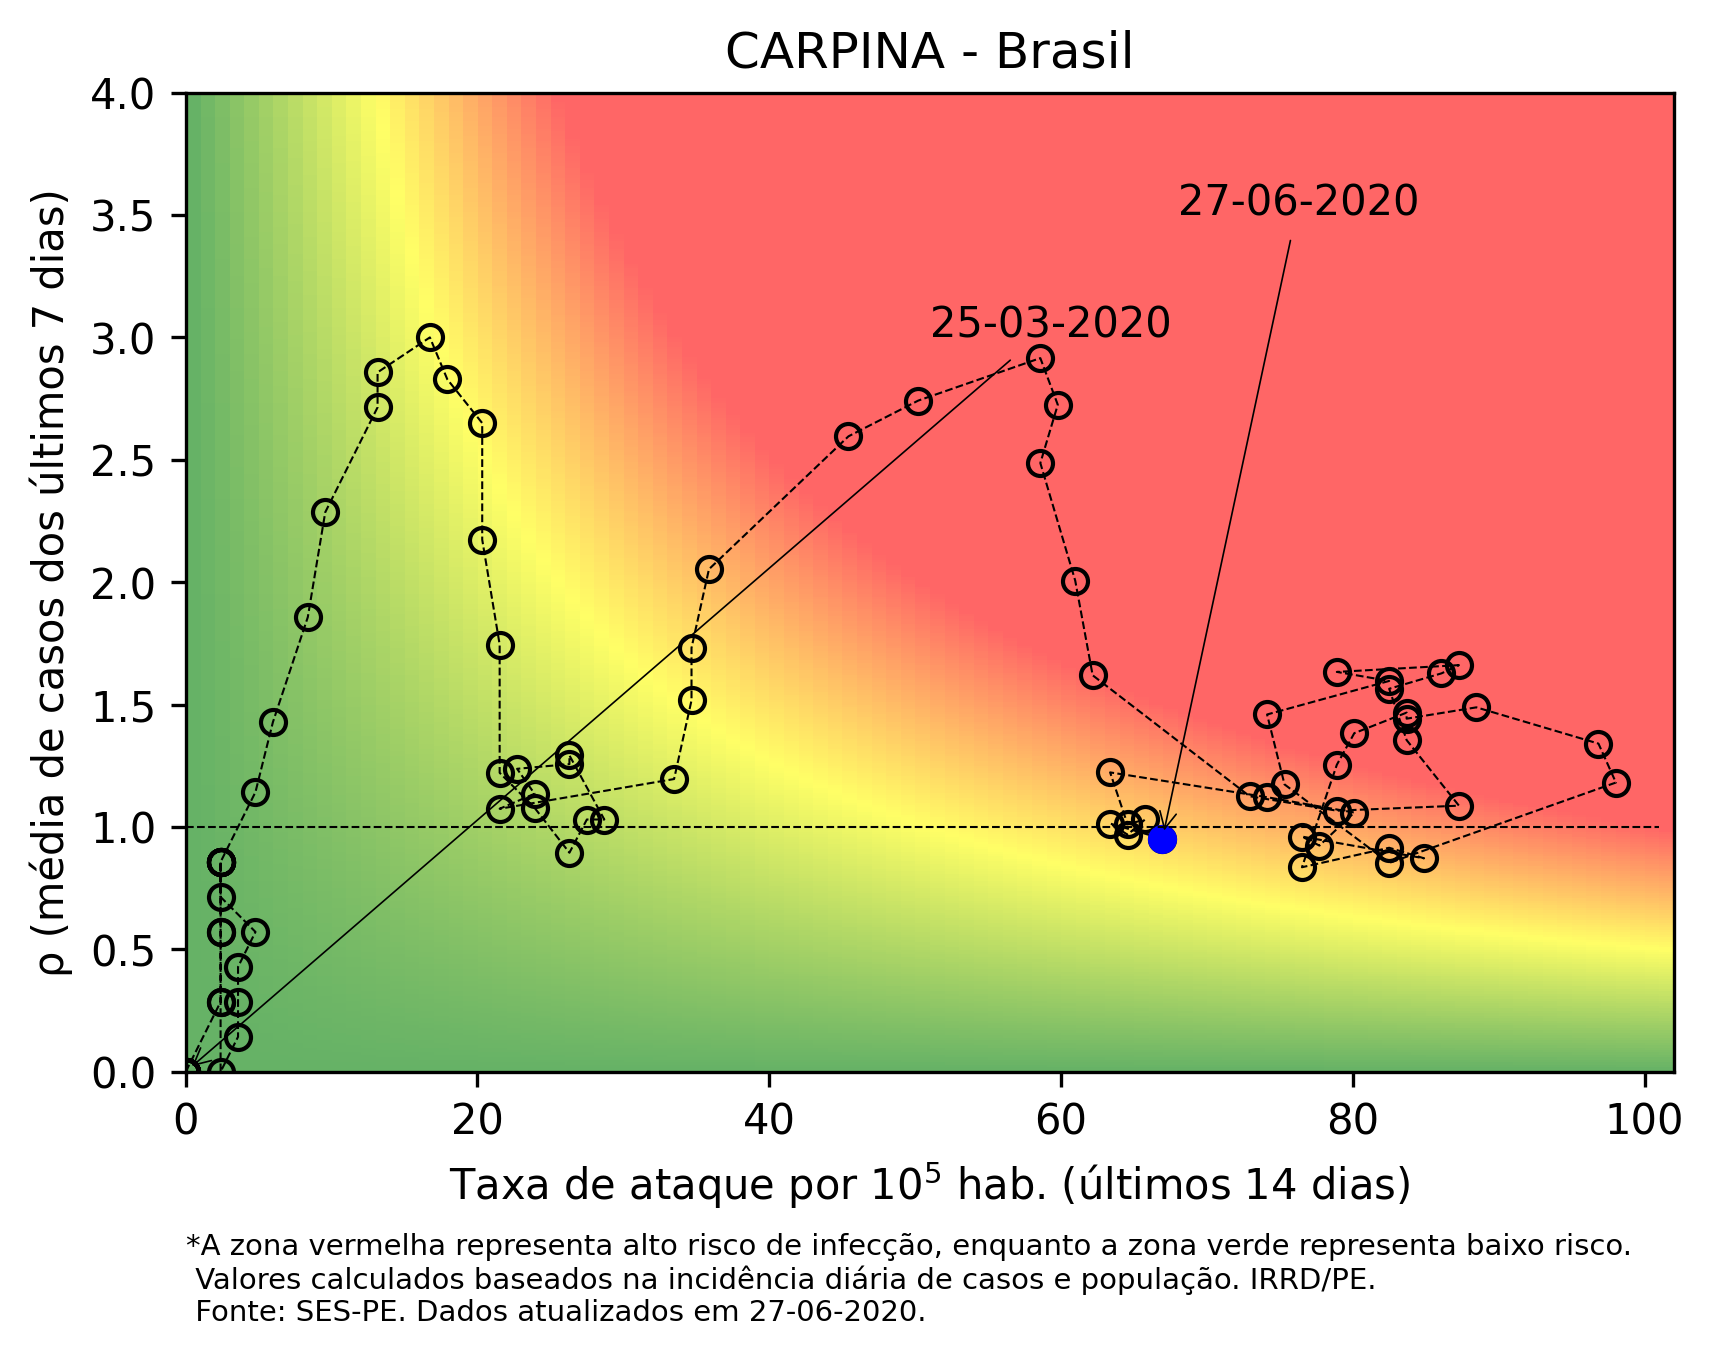 CARPINA - Brasil
4.0
3.5
3.0
2.5
2.0
1.5
1.0
0.5
0.0
ρ (média de casos dos últimos 7 dias)
27-06-2020
25-03-2020
0 20 40 60 80 100
Taxa de ataque por 10⁵ hab. (últimos 14 dias)
*A zona vermelha representa alto risco de infecção, enquanto a zona verde representa baixo risco.
Valores calculados baseados na incidência diária de casos e população. IRRD/PE.
Fonte: SES-PE. Dados atualizados em 27-06-2020.